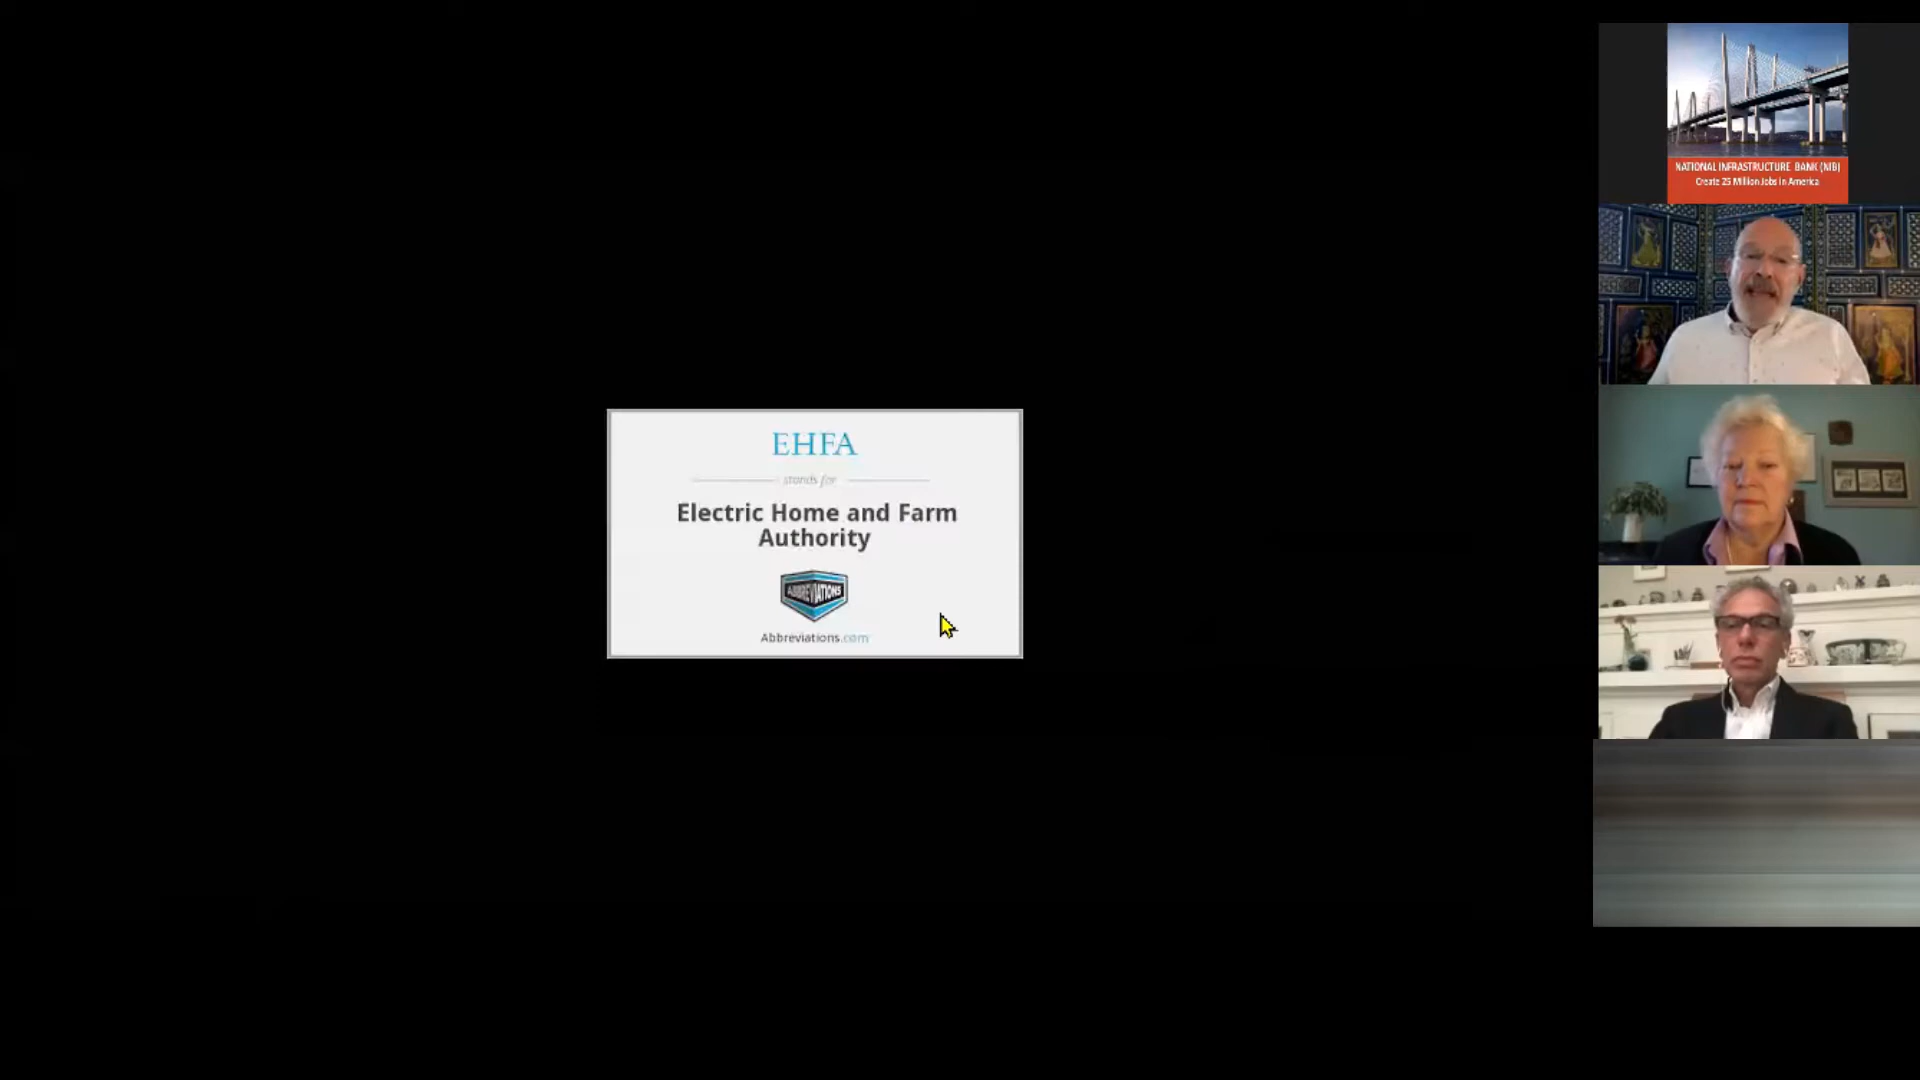 EHFA
stands for
Electric Home and Farm
Authority
ABBREVIATIONS
Abbreviations.com
NATIONAL INFRASTRUCTURE BANK (NIB)
Create 25 Million Jobs in America